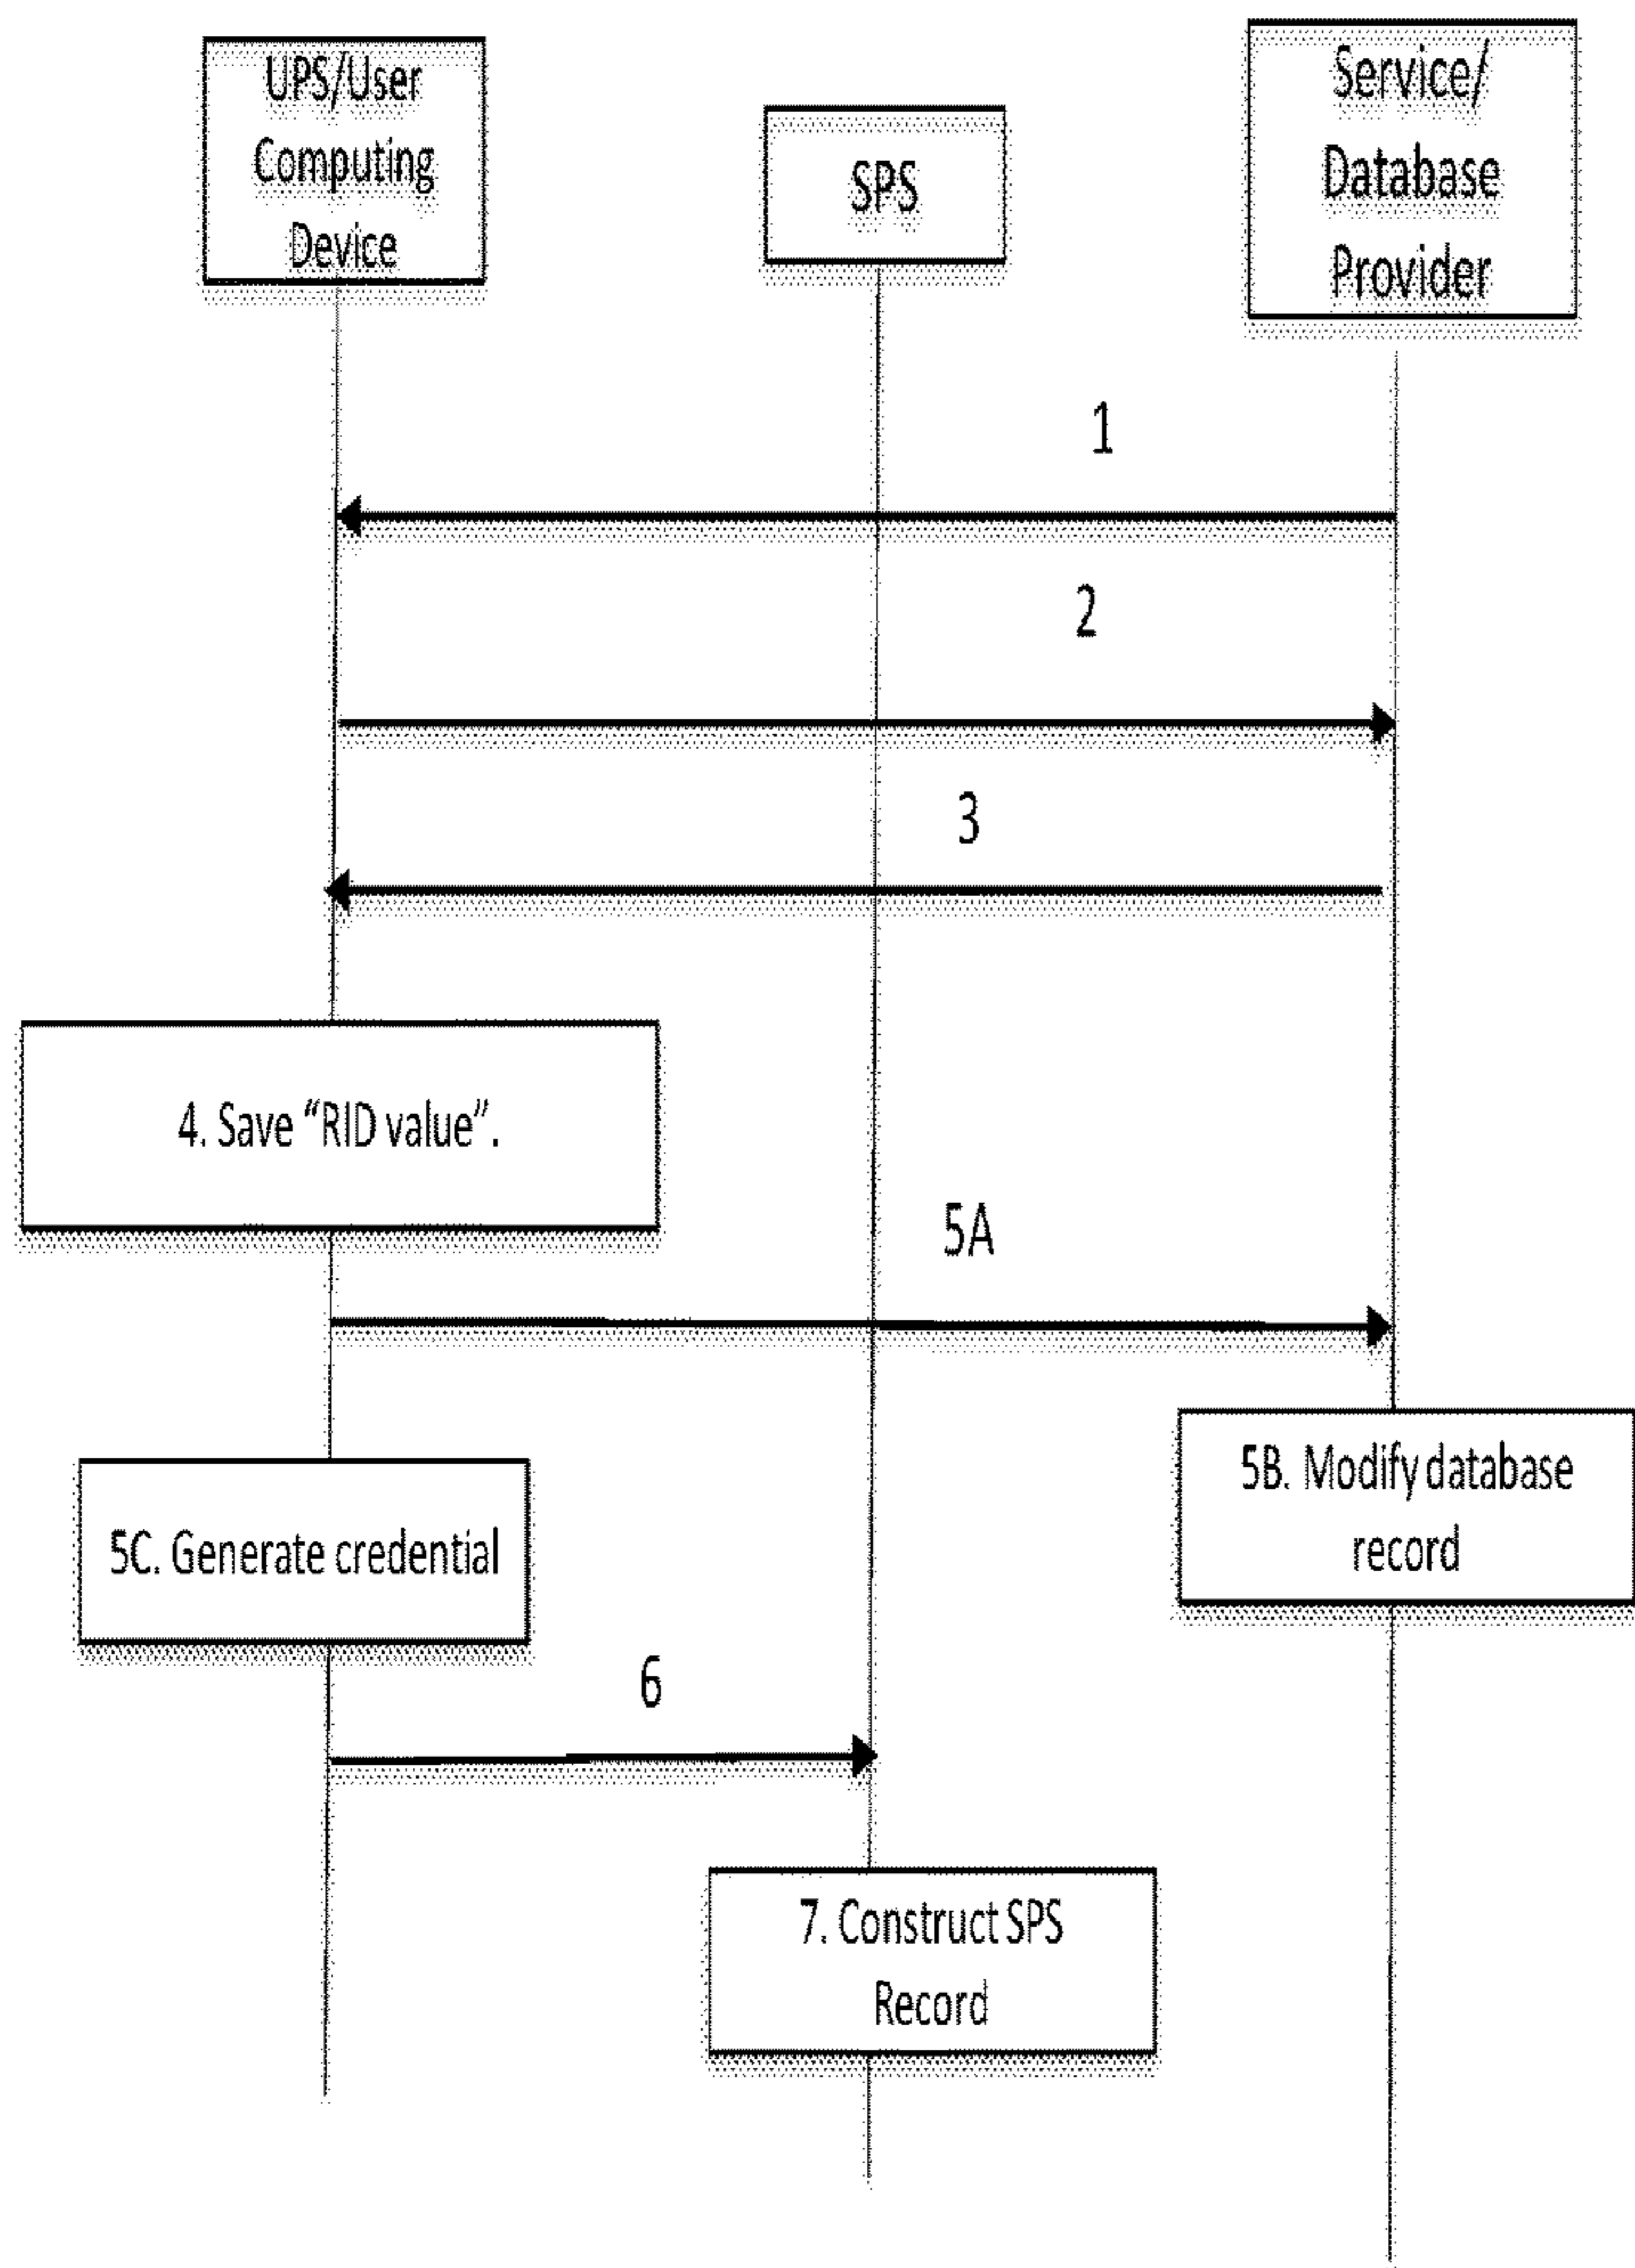 UPS/User
Computing
Device
SPS
Service/
Database
Provider
1
2
3
4. Save “RID value”.
5A
5B. Modify database
record
5C. Generate credential
6
7. Construct SPS
Record